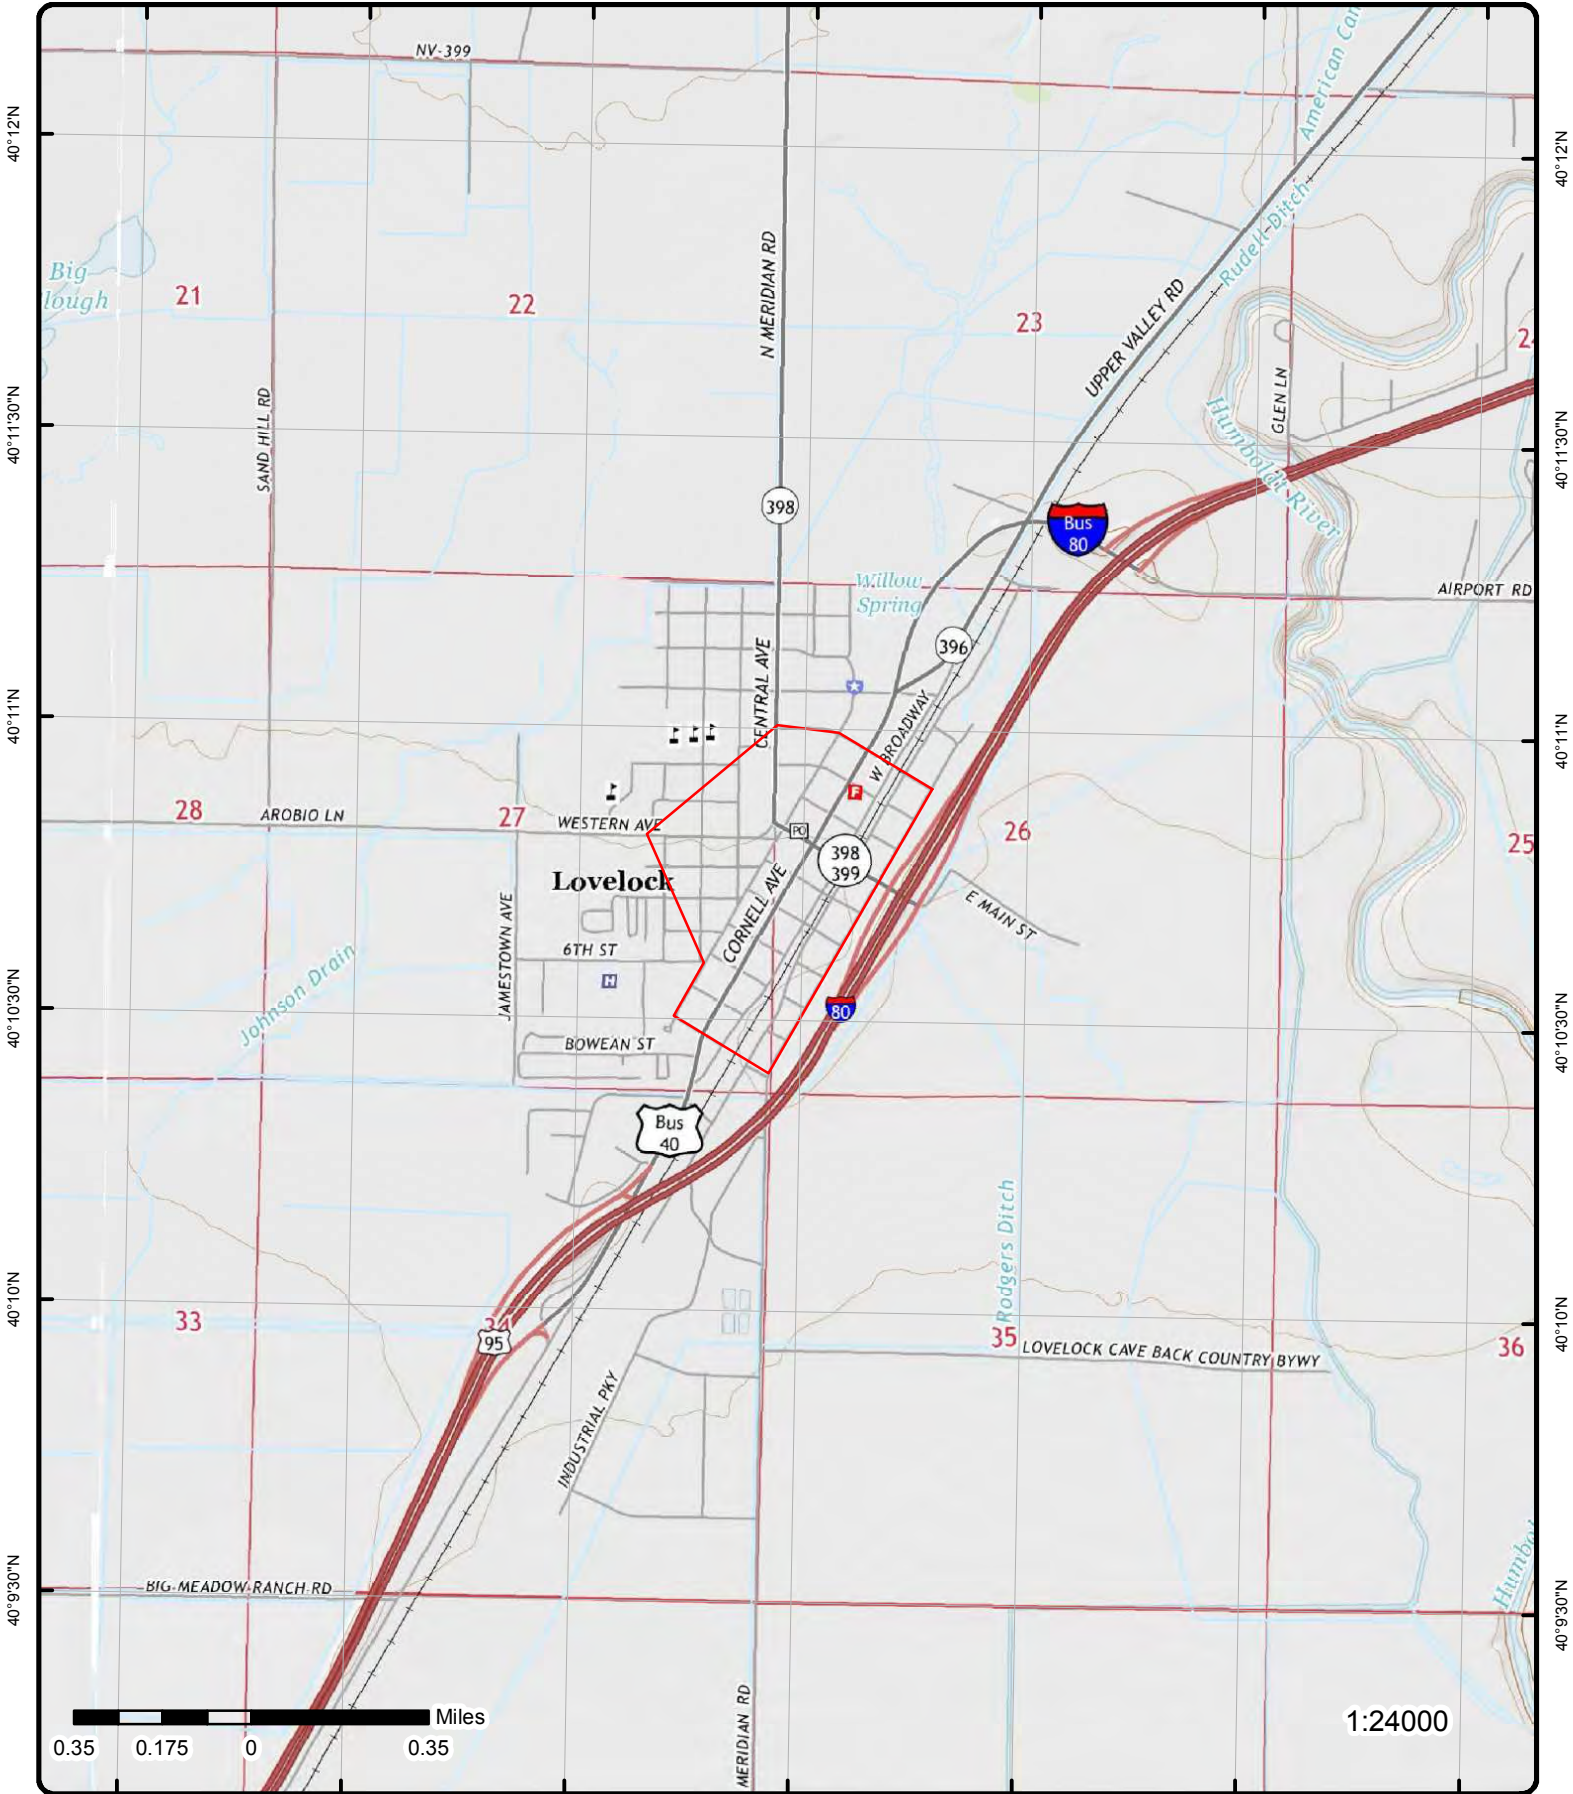 NV-399
American Can
40°12'N
40°12'N
Rudell Ditch
Big
lough
21
22
N MERIDIAN RD
23
UPPER VALLEY RD
2
SAND HILL RD
GLEN LN
40°11'30"N
40°11'30"N
Humboldt River
398
Bus
80
Willow
Spring
AIRPORT RD
396
CENTRAL AVE
40°11'N
40°11'N
W BROADWAY
F
28
AROBIO LN
27
WESTERN AVE
PO
26
25
398
399
Lovelock
CORNELL AVE
E MAIN ST
JAMESTOWN AVE
6TH ST
H
Johnson Drain
80
40°10'30"N
40°10'30"N
BOWEAN ST
Bus
40
Rodgers Ditch
40°10'N
40°10'N
33
34
95
35
LOVELOCK CAVE BACK COUNTRY BYWY
36
INDUSTRIAL PKY
40°9'30"N
40°9'30"N
BIG MEADOW RANCH RD
Humbol
MERIDIAN RD
Miles
0.35 0.175 0 0.35
1:24000